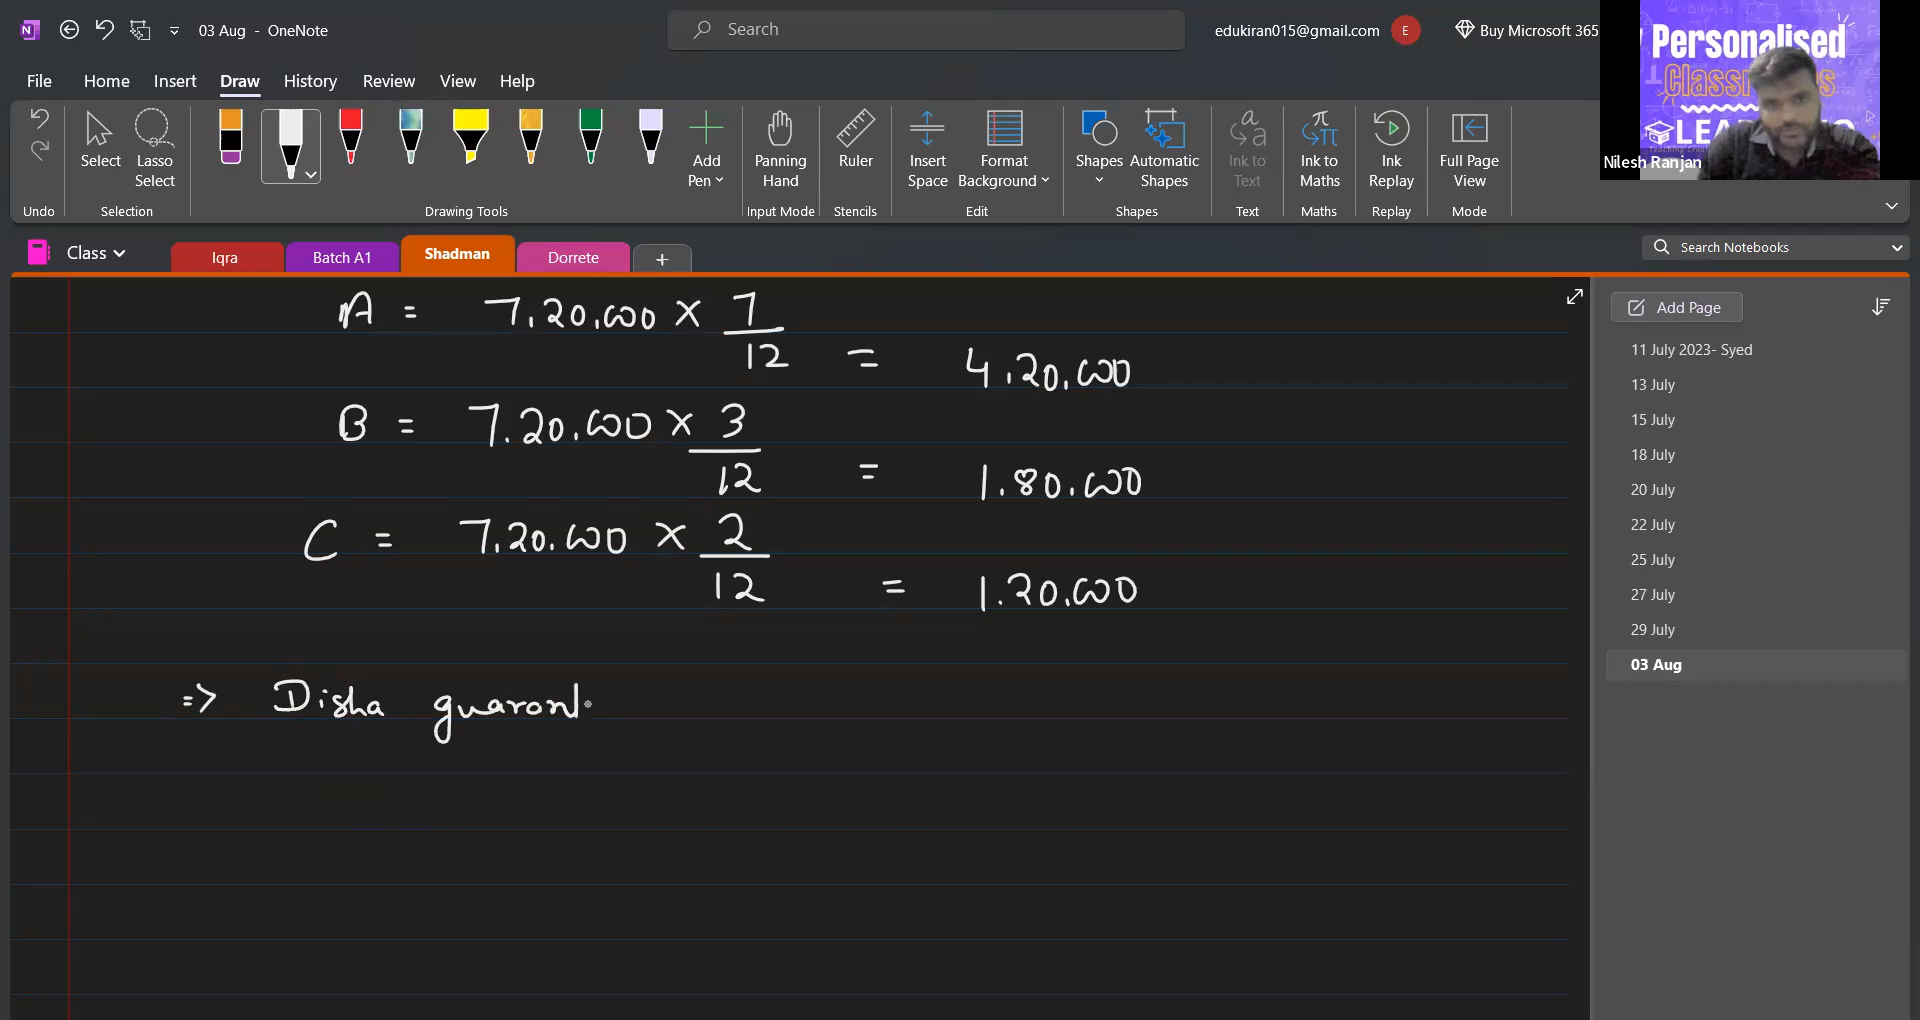 03 Aug - OneNote
Search
edukiran015@gmail.com
E
Buy Microsoft 365
Personalised
LEA
Nilesh Ranjan
File Home Insert Draw History Review View Help
Select
Lasso Select
Add Pen
Panning Hand
Ruler
Insert Space
Format Background
Shapes
Automatic Shapes
Ink to Text
Ink to Maths
Ink Replay
Full Page View
Undo Selection Drawing Tools Input Mode Stencils Edit Shapes Text Maths Replay Mode
Class
Iqra
Batch A1
Shadman
Dorrete
+
Search Notebooks
A = 7,20,000 × 7/12 = 4,20,000
B = 7,20,000 × 3/12 = 1,80,000
C = 7,20,000 × 2/12 = 1,20,000
=> Disha guarant
Add Page
11 July 2023- Syed
13 July
15 July
18 July
20 July
22 July
25 July
27 July
29 July
03 Aug